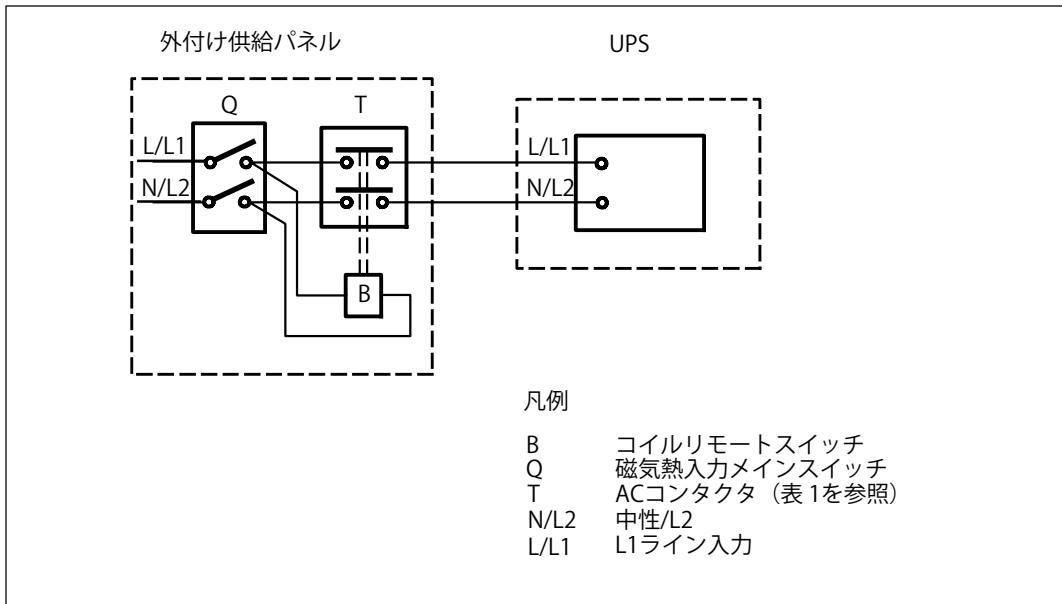 外付け供給パネル
UPS
Q
T
L/L1
N/L2
L/L1
N/L2
B
凡例
B コイルリモートスイッチ
Q 磁気熱入力メインスイッチ
T ACコンタクタ（表 1を参照）
N/L2 中性/L2
L/L1 L1ライン入力